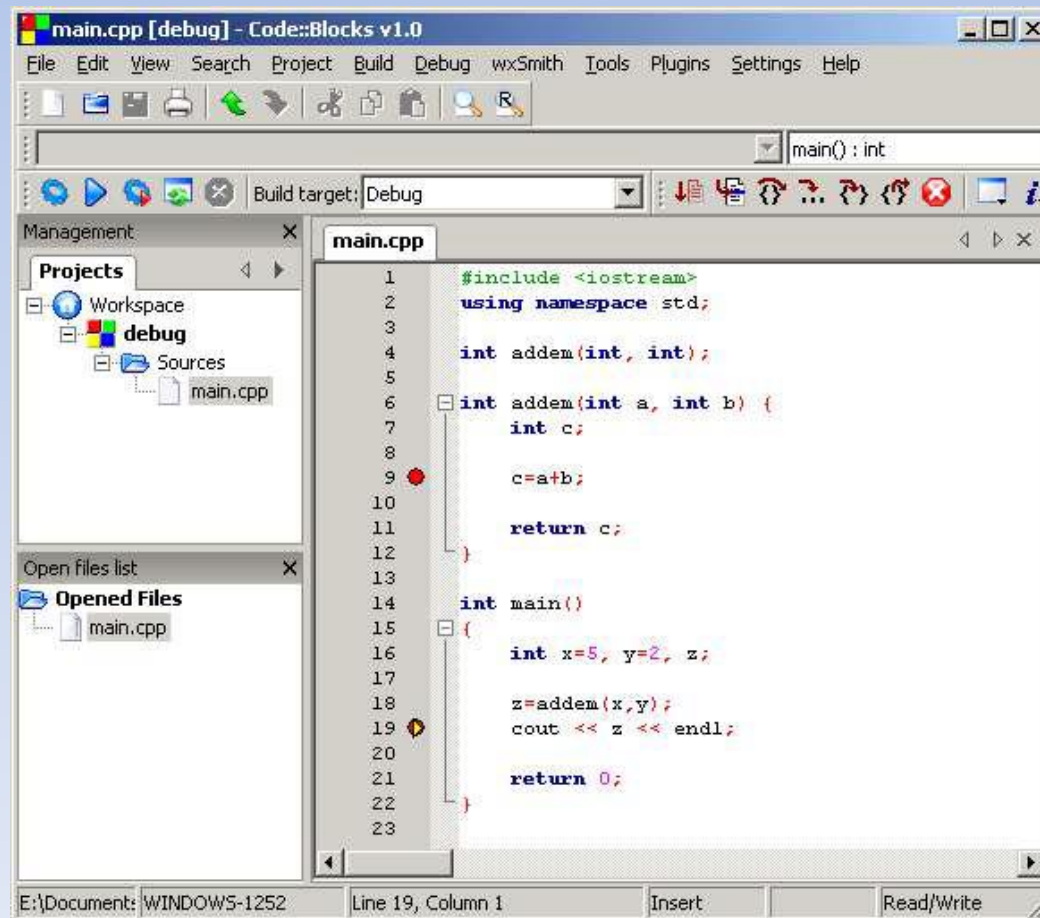 main.cpp [debug] - Code::Blocks v1.0
File Edit View Search Project Build Debug wxSmith Tools Plugins Settings Help
R
main() : int
Build target: Debug
Management
Projects
Workspace
debug
Sources
main.cpp
Open files list
Opened Files
main.cpp
main.cpp
1 #include <iostream>
2 using namespace std;
3
4 int addem(int, int);
5
6 int addem(int a, int b) {
7 int c;
8
9 c=a+b;
10
11 return c;
12 }
13
14 int main()
15 {
16 int x=5, y=2, z;
17
18 z=addem(x,y);
19 cout << z << endl;
20
21 return 0;
22 }
23
E:\Document: WINDOWS-1252 Line 19, Column 1 Insert Read/Write